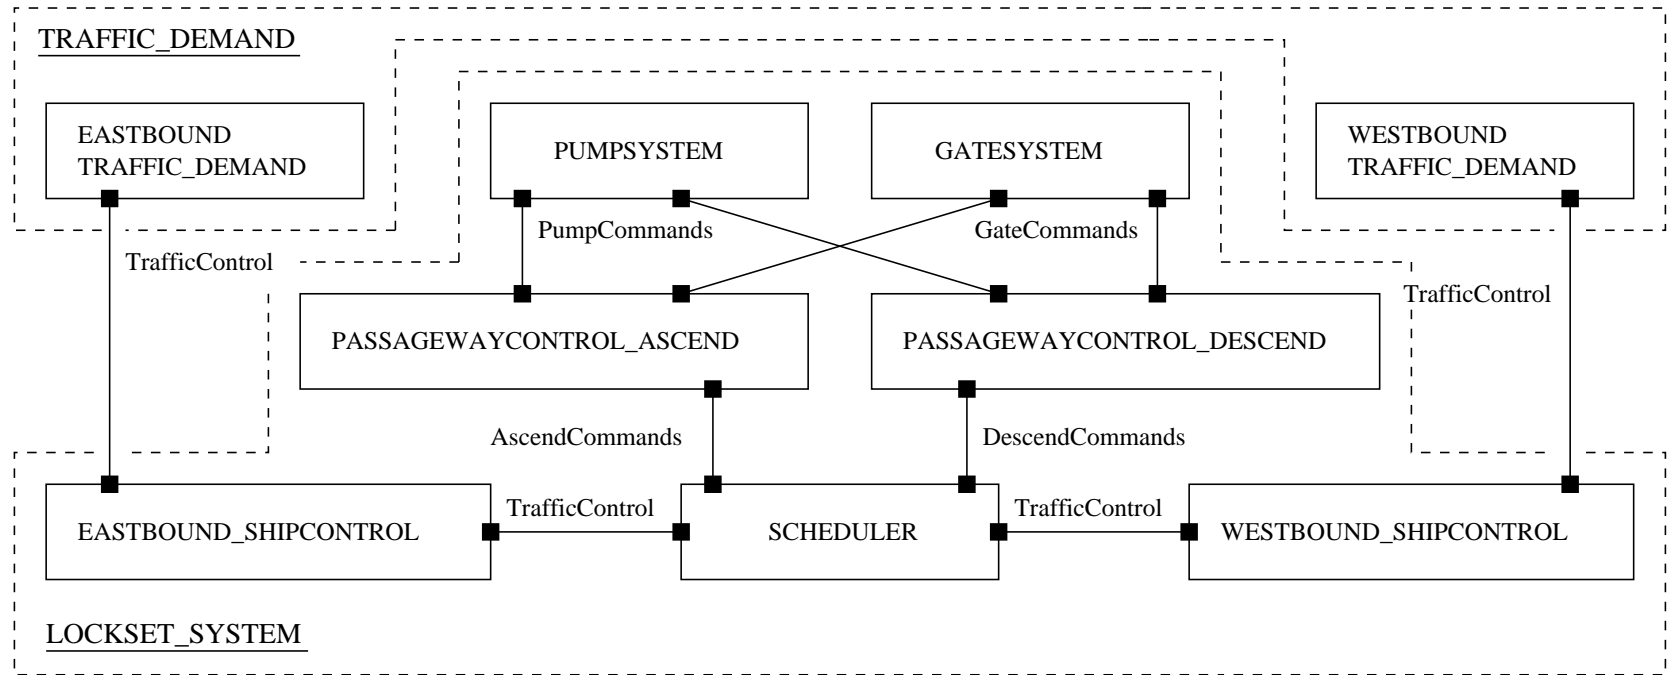 TRAFFIC_DEMAND
EASTBOUND
TRAFFIC_DEMAND
PUMPSYSTEM
GATESYSTEM
WESTBOUND
TRAFFIC_DEMAND
PumpCommands
GateCommands
TrafficControl
TrafficControl
PASSAGEWAYCONTROL_ASCEND
PASSAGEWAYCONTROL_DESCEND
AscendCommands
DescendCommands
TrafficControl
TrafficControl
EASTBOUND_SHIPCONTROL
SCHEDULER
WESTBOUND_SHIPCONTROL
LOCKSET_SYSTEM